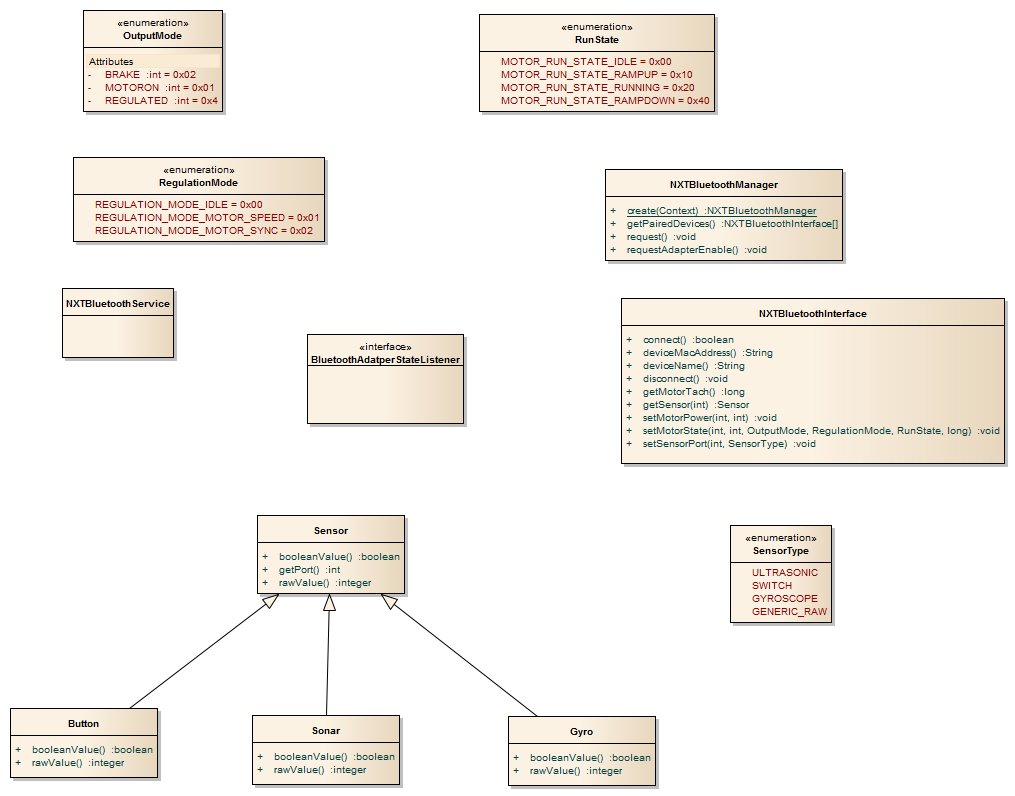 «enumeration»
OutputMode
Attributes
- BRAKE :int = 0x02
- MOTORON :int = 0x01
- REGULATED :int = 0x4
«enumeration»
RunState
MOTOR_RUN_STATE_IDLE = 0x00
MOTOR_RUN_STATE_RAMPUP = 0x10
MOTOR_RUN_STATE_RUNNING = 0x20
MOTOR_RUN_STATE_RAMPDOWN = 0x40
«enumeration»
RegulationMode
REGULATION_MODE_IDLE = 0x00
REGULATION_MODE_MOTOR_SPEED = 0x01
REGULATION_MODE_MOTOR_SYNC = 0x02
NXTBluetoothManager
+ create(Context) :NXTBluetoothManager
+ getPairedDevices() :NXTBluetoothInterface[]
+ request() :void
+ requestAdapterEnable() :void
NXTBluetoothService
«interface»
BluetoothAdatperStateListener
NXTBluetoothInterface
+ connect() :boolean
+ deviceMacAddress() :String
+ deviceName() :String
+ disconnect() :void
+ getMotorTach() :long
+ getSensor(int) :Sensor
+ setMotorPower(int, int) :void
+ setMotorState(int, int, OutputMode, RegulationMode, RunState, long) :void
+ setSensorPort(int, SensorType) :void
Sensor
+ booleanValue() :boolean
+ getPort() :int
+ rawValue() :integer
«enumeration»
SensorType
ULTRASONIC
SWITCH
GYROSCOPE
GENERIC_RAW
Button
+ booleanValue() :boolean
+ rawValue() :integer
Sonar
+ booleanValue() :boolean
+ rawValue() :integer
Gyro
+ booleanValue() :boolean
+ rawValue() :integer